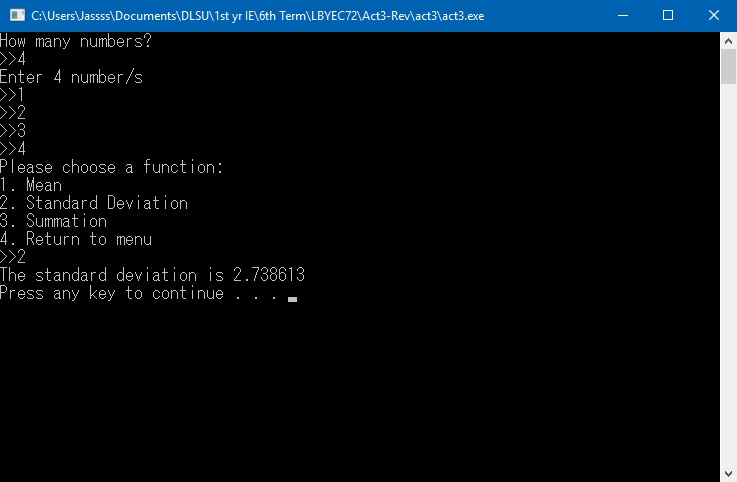 C:\Users\Jassss\Documents\DLSU\1st yr IE\6th Term\LBYEC72\Act3-Rev\act3\act3.exe
How many numbers?
>>4
Enter 4 number/s
>>1
>>2
>>3
>>4
Please choose a function:
1. Mean
2. Standard Deviation
3. Summation
4. Return to menu
>>2
The standard deviation is 2.738613
Press any key to continue . . .